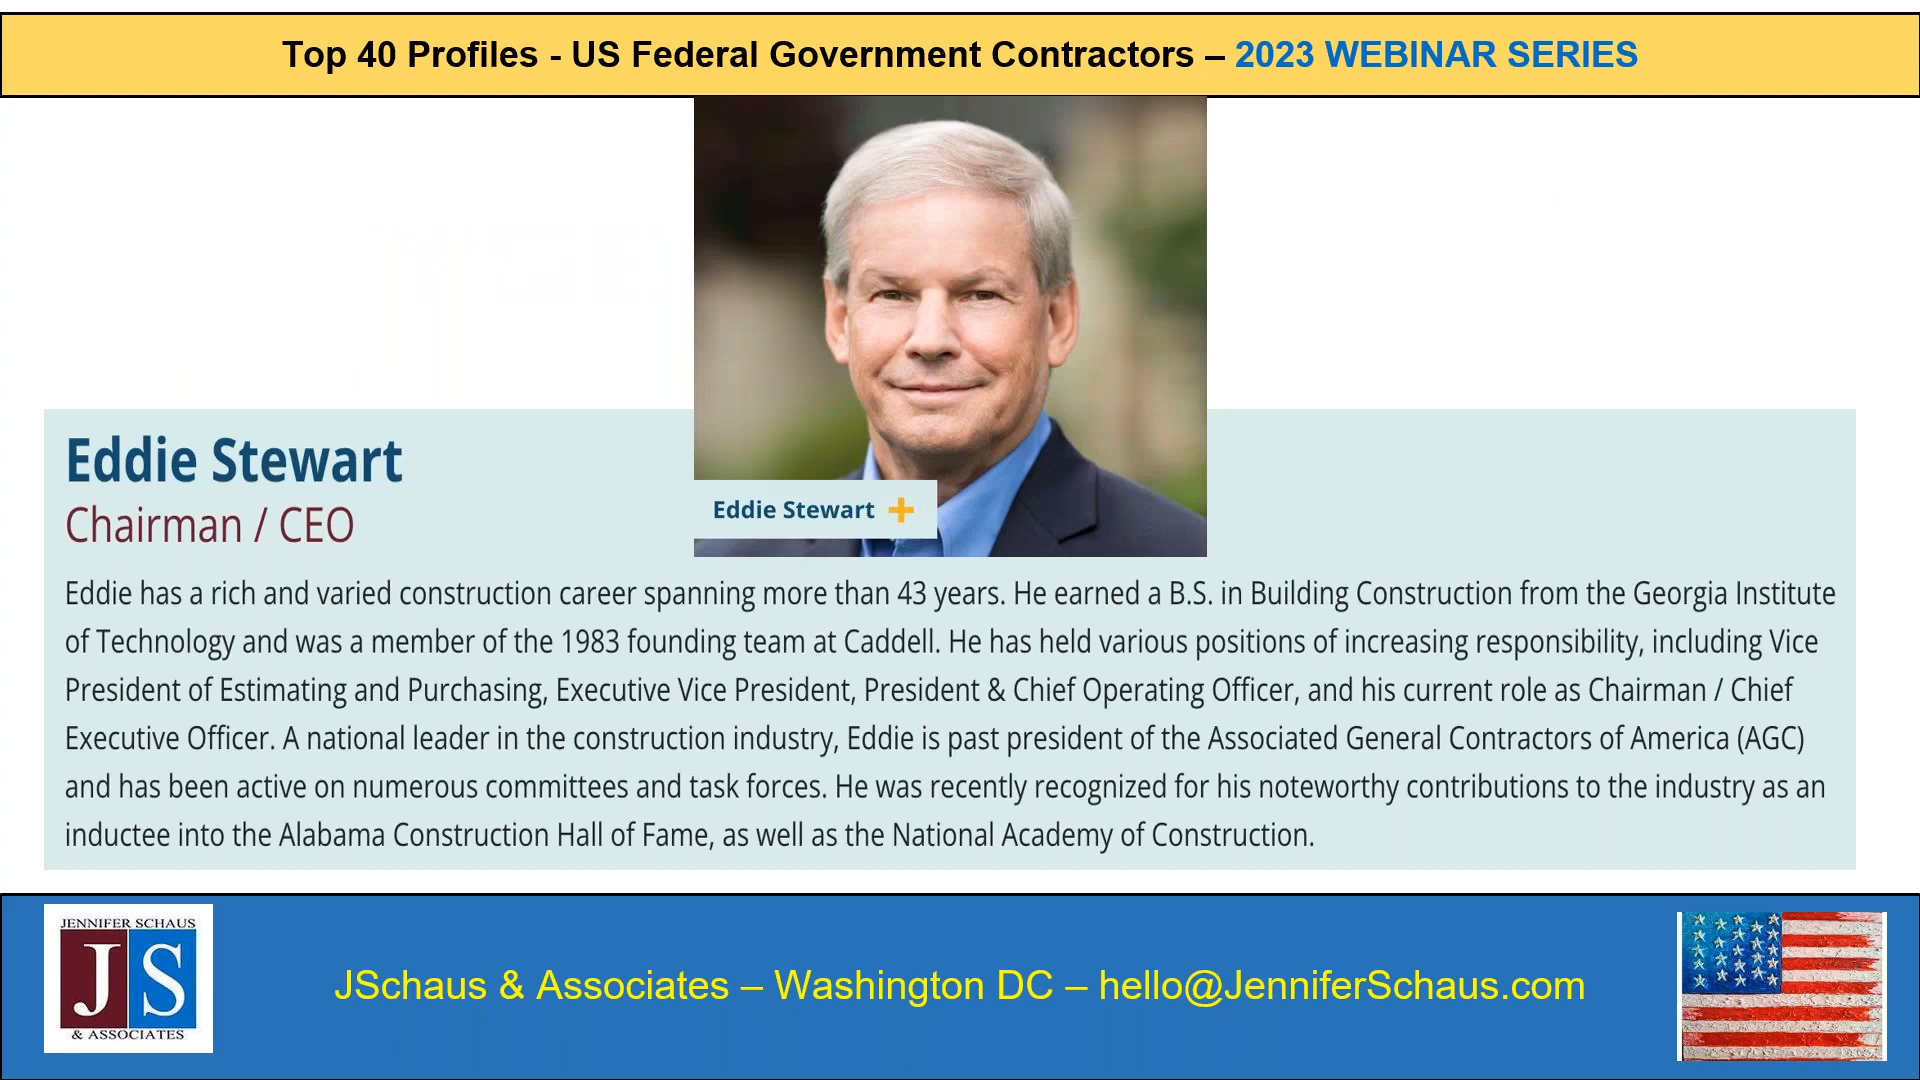 Top 40 Profiles - US Federal Government Contractors – 2023 WEBINAR SERIES
Eddie Stewart
Chairman / CEO
Eddie Stewart +
Eddie has a rich and varied construction career spanning more than 43 years. He earned a B.S. in Building Construction from the Georgia Institute
of Technology and was a member of the 1983 founding team at Caddell. He has held various positions of increasing responsibility, including Vice
President of Estimating and Purchasing, Executive Vice President, President & Chief Operating Officer, and his current role as Chairman / Chief
Executive Officer. A national leader in the construction industry, Eddie is past president of the Associated General Contractors of America (AGC)
and has been active on numerous committees and task forces. He was recently recognized for his noteworthy contributions to the industry as an
inductee into the Alabama Construction Hall of Fame, as well as the National Academy of Construction.
JENNIFER SCHAUS
JS
& ASSOCIATES
JSchaus & Associates – Washington DC – hello@JenniferSchaus.com